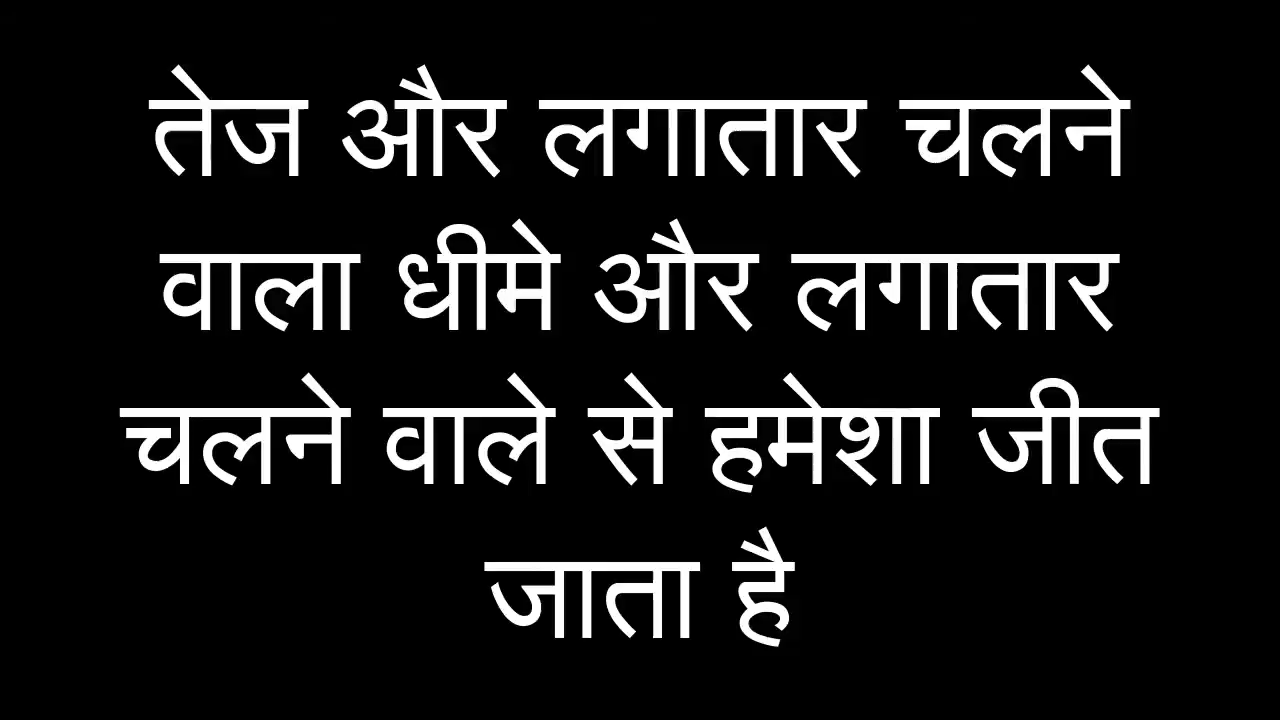 तेज और लगातार चलने
वाला धीमे और लगातार
चलने वाले से हमेशा जीत
जाता है